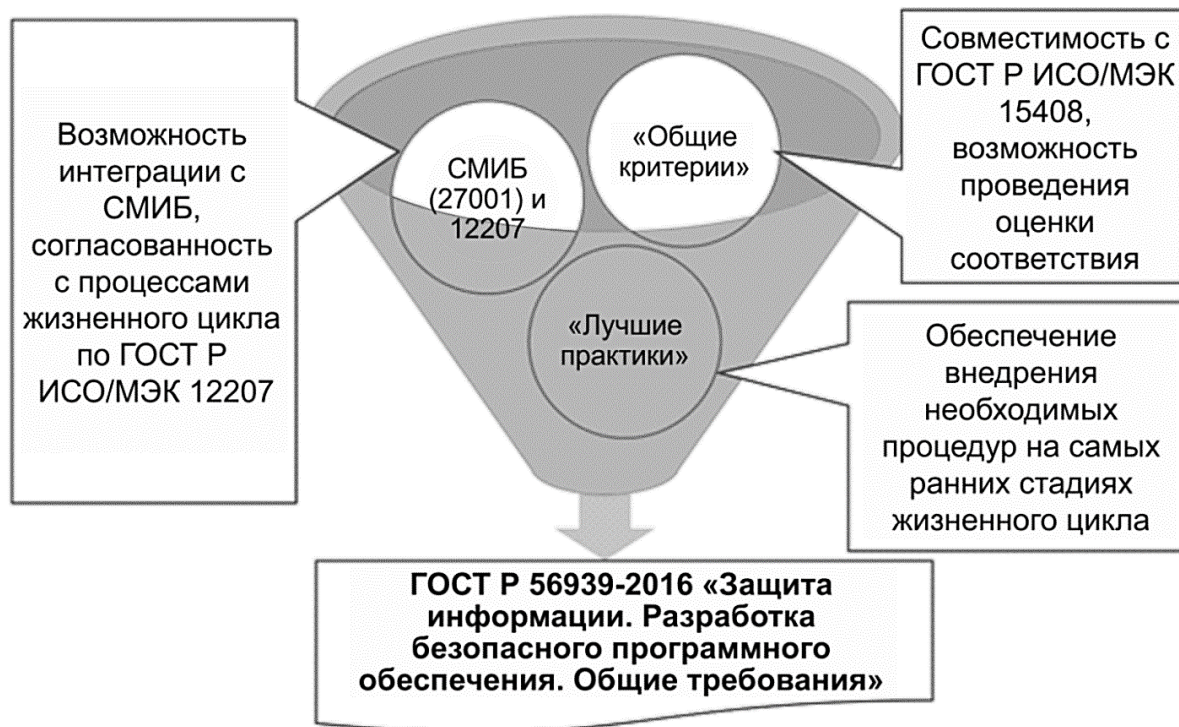 Возможность
интеграции с
СМИБ,
согласованность
с процессами
жизненного цикла
по ГОСТ Р
ИСО/МЭК 12207
СМИБ
(27001) и
12207
«Общие
критерии»
«Лучшие
практики»
Совместимость с
ГОСТ Р ИСО/МЭК
15408,
возможность
проведения
оценки
соответствия
Обеспечение
внедрения
необходимых
процедур на самых
ранних стадиях
жизненного цикла
ГОСТ Р 56939-2016 «Защита
информации. Разработка
безопасного программного
обеспечения. Общие требования»